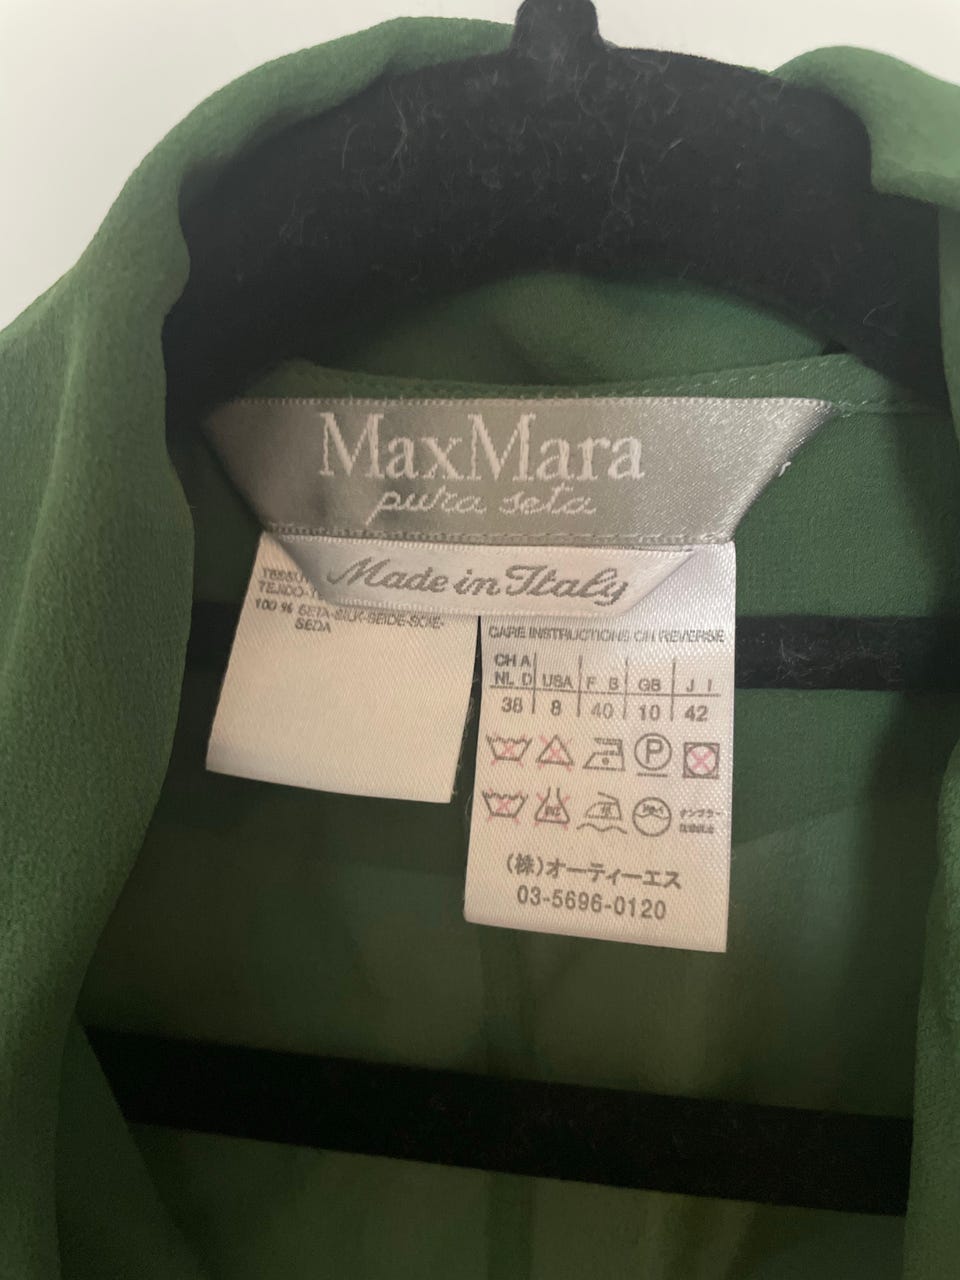 MaxMara
pura seta
Made in Italy
100 % SETA-SILK-SEIDE-SOIE-
SEDA
CARE INSTRUCTIONS ON REVERSE
CH A
NL D USA F B GB J I
38 8 40 10 42
P
(株)オーティーエス
03-5696-0120